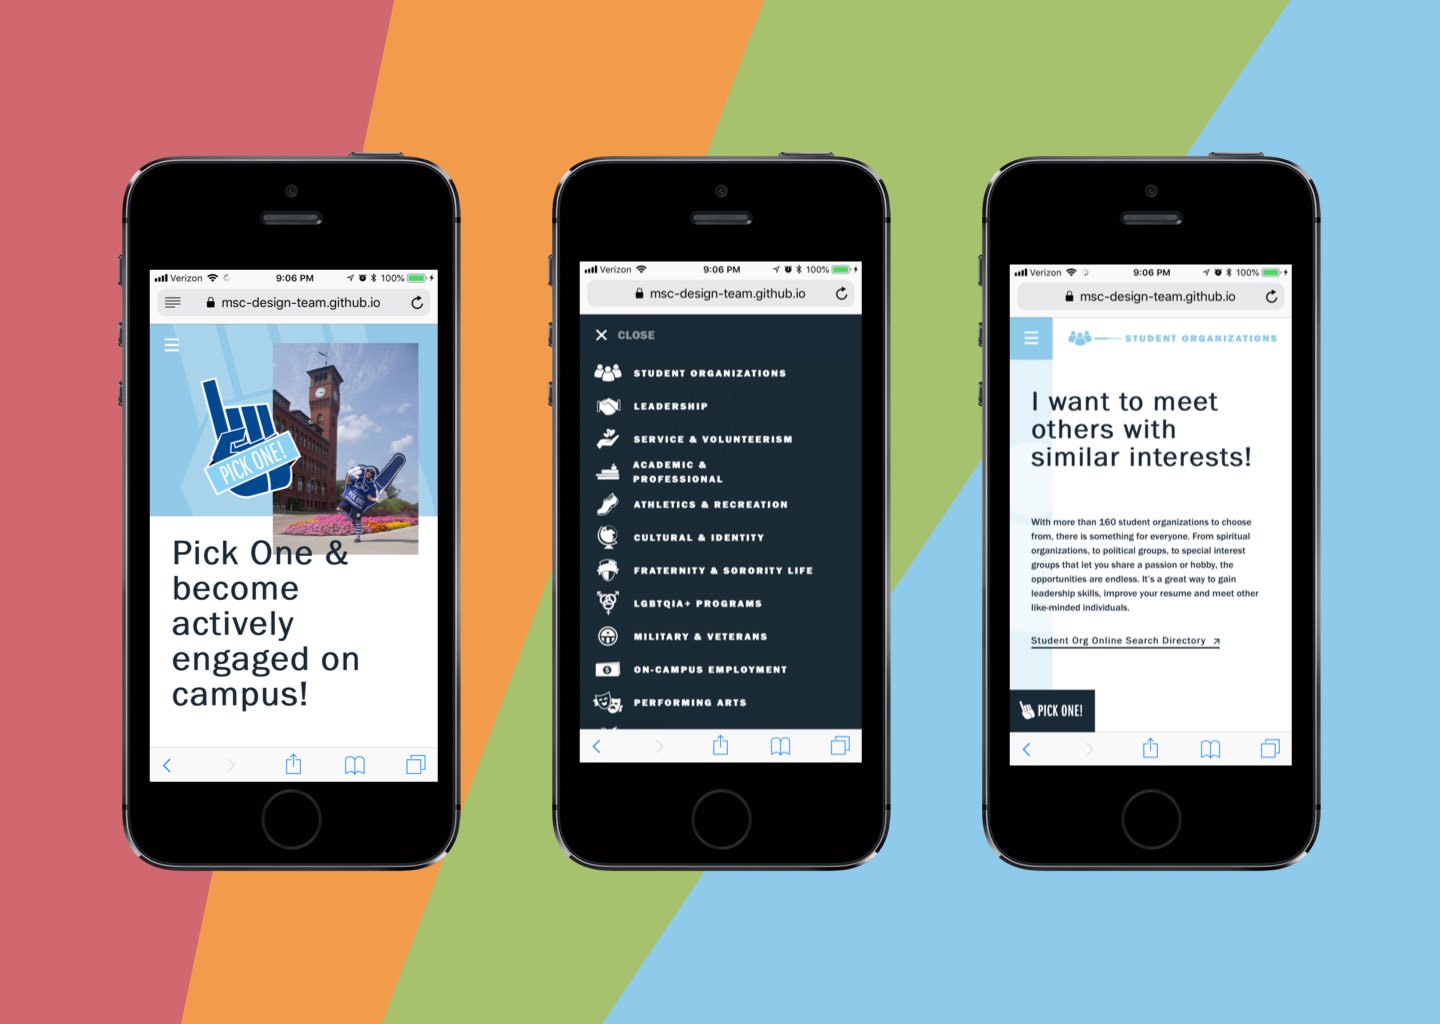 Verizon 9:06 PM 100%
msc-design-team.github.io
PICK ONE!
PICK ONE!
Pick One &
become
actively
engaged on
campus!
Verizon 9:06 PM 100%
msc-design-team.github.io
CLOSE
STUDENT ORGANIZATIONS
LEADERSHIP
SERVICE & VOLUNTEERISM
ACADEMIC &
PROFESSIONAL
ATHLETICS & RECREATION
CULTURAL & IDENTITY
FRATERNITY & SORORITY LIFE
LGBTQIA+ PROGRAMS
MILITARY & VETERANS
ON-CAMPUS EMPLOYMENT
PERFORMING ARTS
Verizon 9:06 PM 100%
msc-design-team.github.io
STUDENT ORGANIZATIONS
I want to meet
others with
similar interests!
With more than 160 student organizations to choose
from, there is something for everyone. From spiritual
organizations, to political groups, to special interest
groups that let you share a passion or hobby, the
opportunities are endless. It's a great way to gain
leadership skills, improve your resume and meet other
like-minded individuals.
Student Org Online Search Directory
PICK ONE!